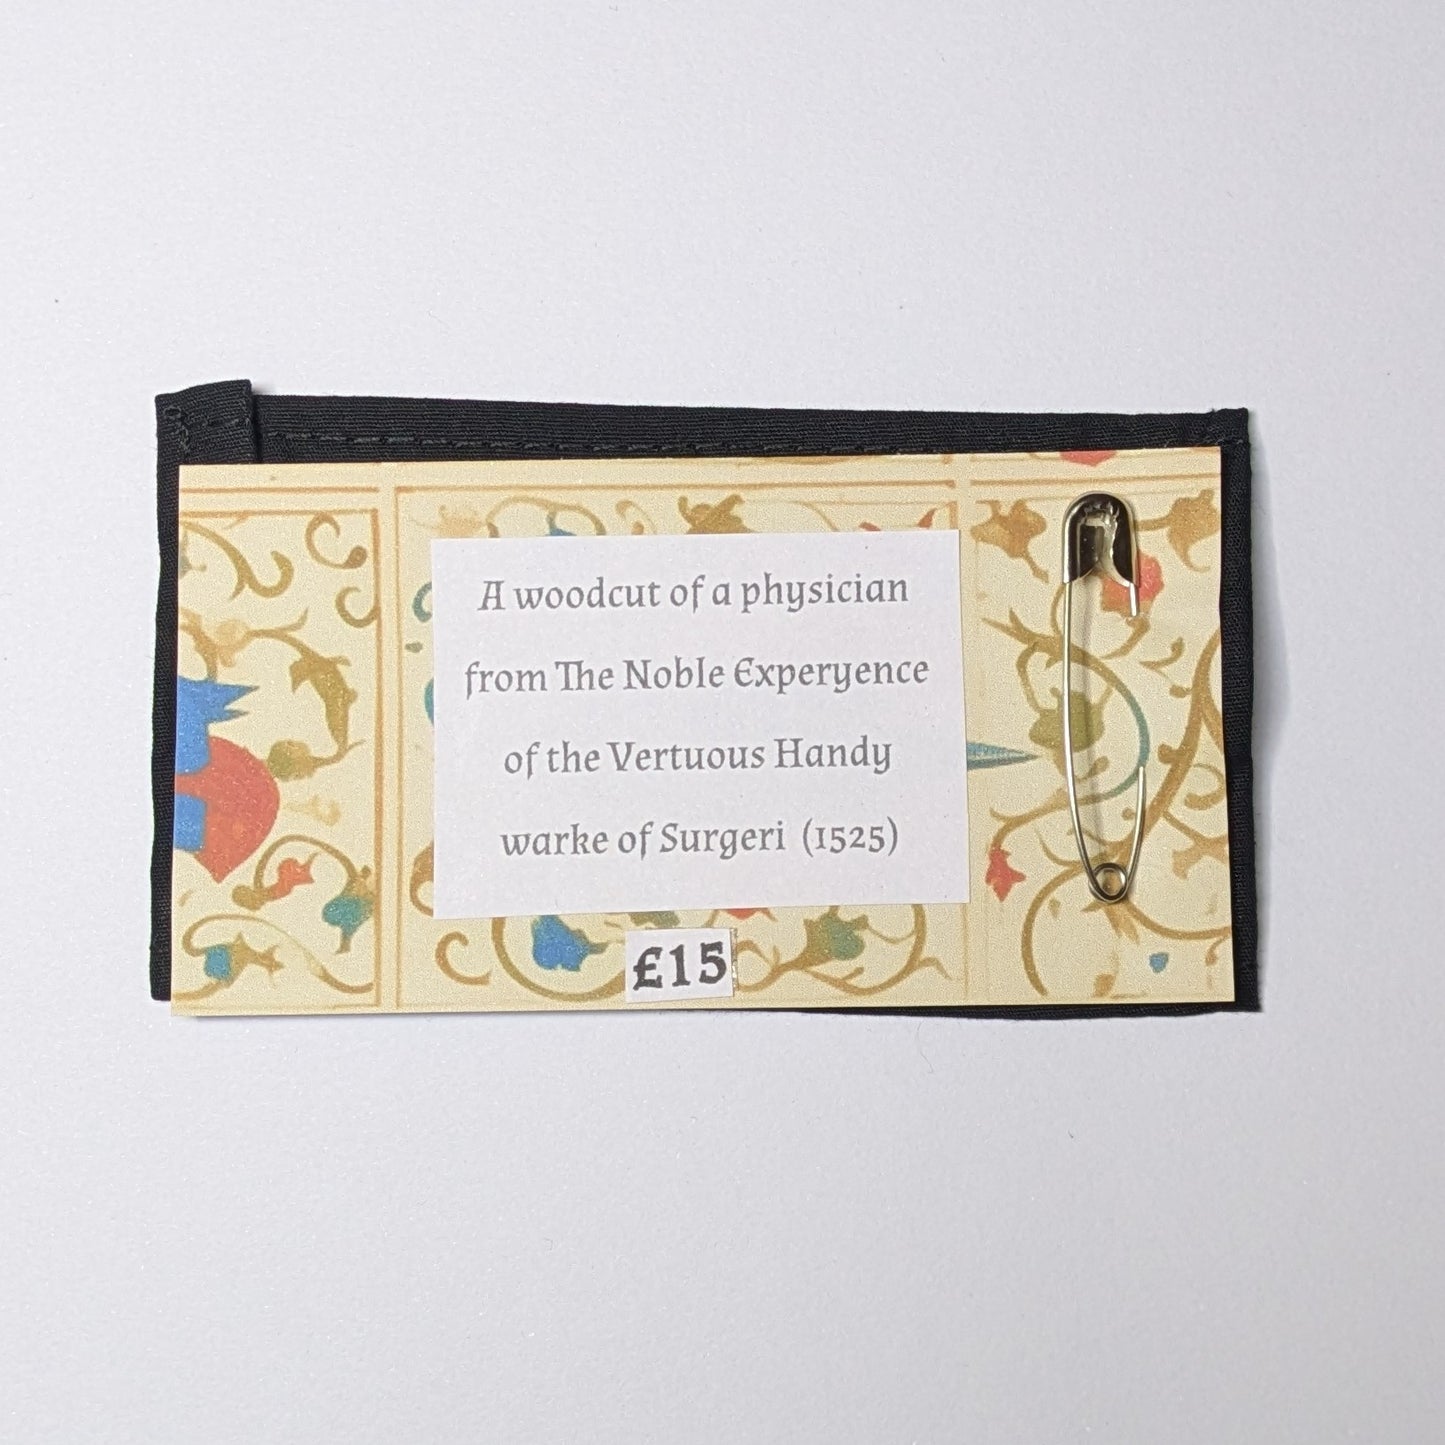 A woodcut of a physician
from The Noble Experyence
of the Vertuous Handy
warke of Surgeri (1525)
£15